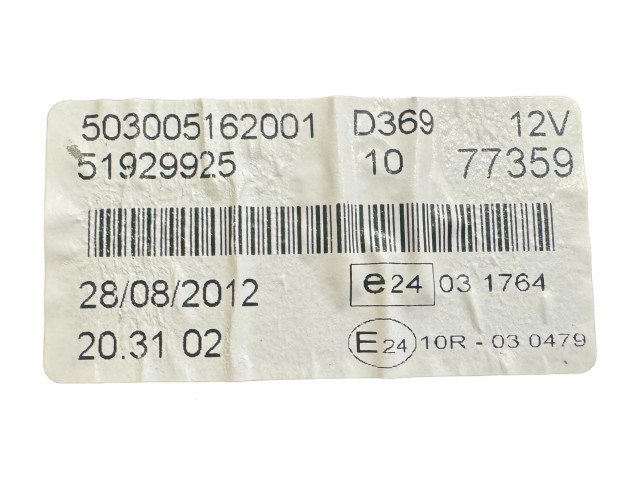 503005162001 D369 12V
51929925 10 77359
28/08/2012 e24 03 1764
20.31 02 E24 10R - 03 0479